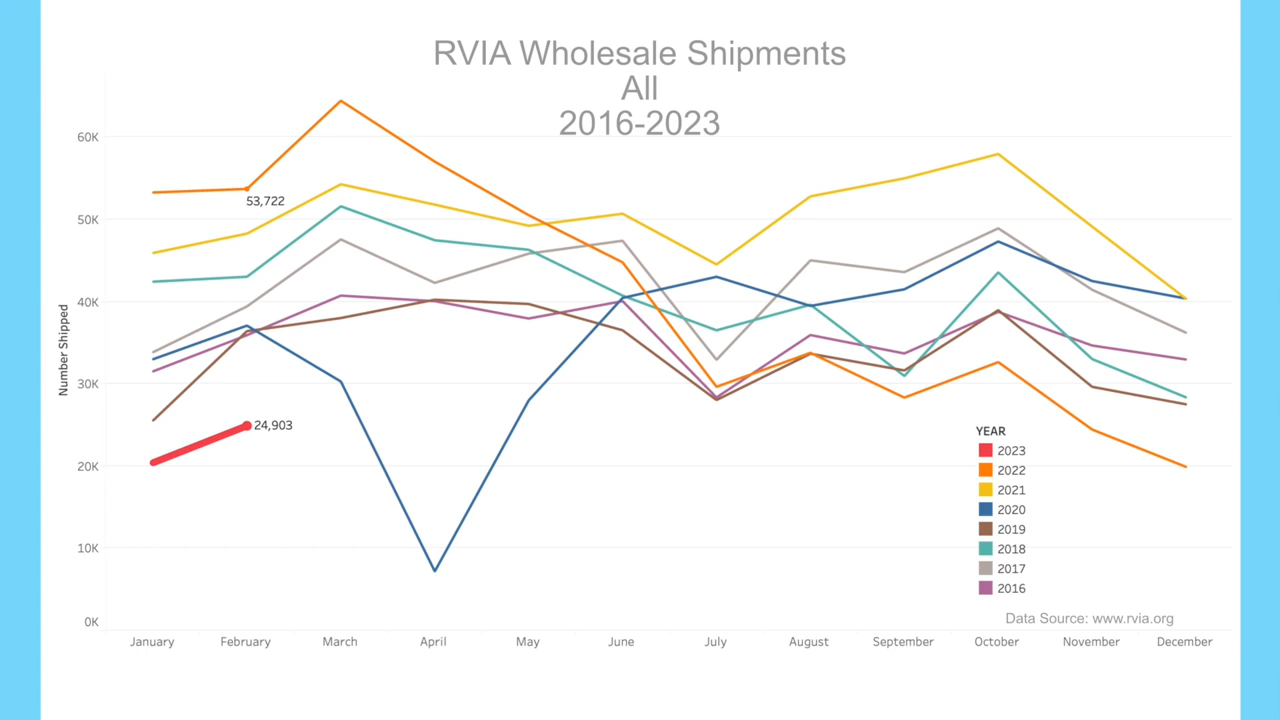 RVIA Wholesale Shipments
All
2016-2023
60K
50K
40K
30K
20K
10K
0K
Number Shipped
53,722
24,903
YEAR
2023
2022
2021
2020
2019
2018
2017
2016
Data Source: www.rvia.org
January February March April May June July August September October November December